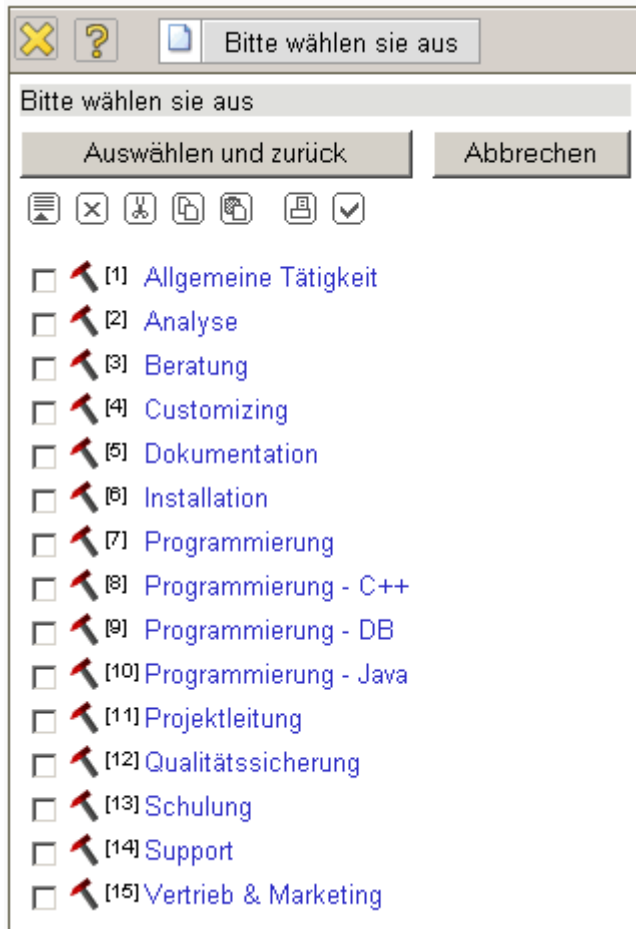 Bitte wählen sie aus
Bitte wählen sie aus
Auswählen und zurück Abbrechen
[1] Allgemeine Tätigkeit
[2] Analyse
[3] Beratung
[4] Customizing
[5] Dokumentation
[6] Installation
[7] Programmierung
[8] Programmierung - C++
[9] Programmierung - DB
[10] Programmierung - Java
[11] Projektleitung
[12] Qualitätssicherung
[13] Schulung
[14] Support
[15] Vertrieb & Marketing